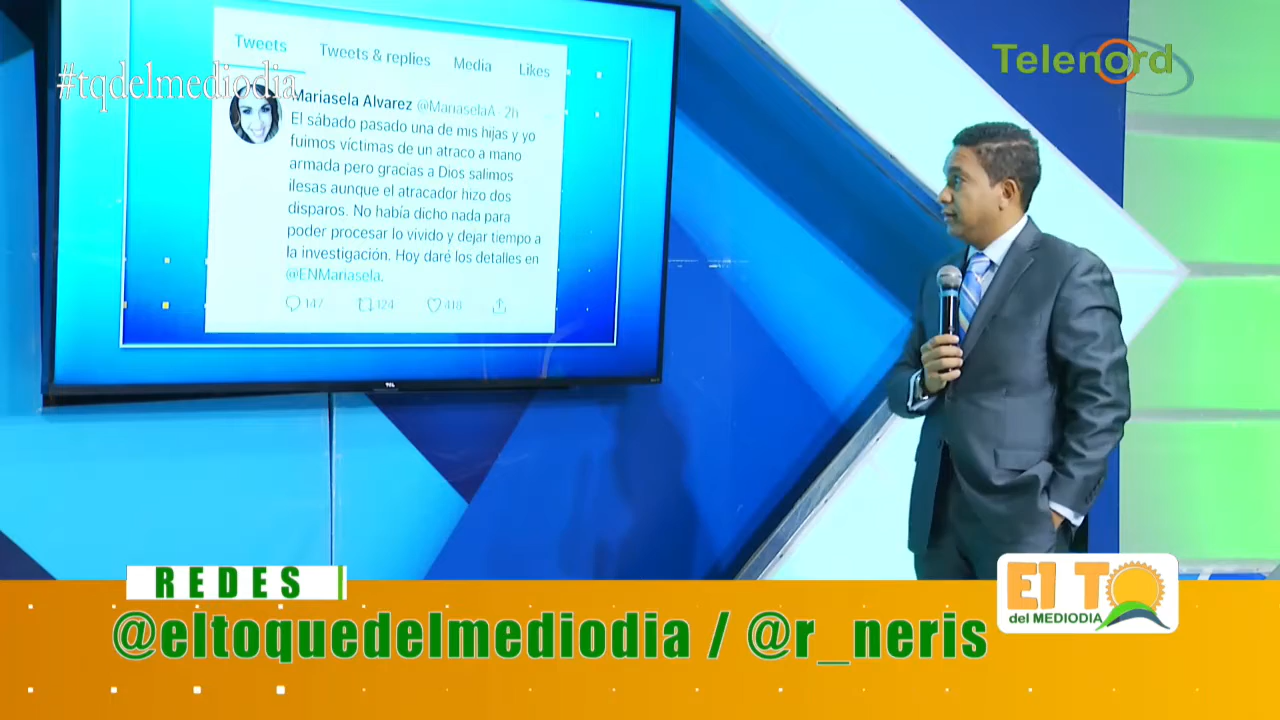 Tweets Tweets & replies Media Likes
#tqdelmediodia
Mariasela Alvarez @MariaselaA · 2h
El sábado pasado una de mis hijas y yo
fuimos víctimas de un atraco a mano
armada pero gracias a Dios salimos
ilesas aunque el atracador hizo dos
disparos. No había dicho nada para
poder procesar lo vivido y dejar tiempo a
la investigación. Hoy daré los detalles en
@ENMariasela.
147 124 418
TCL
Telenord
REDES
@eltoquedelmediodia / @r_neris
El TO
del MEDIODIA